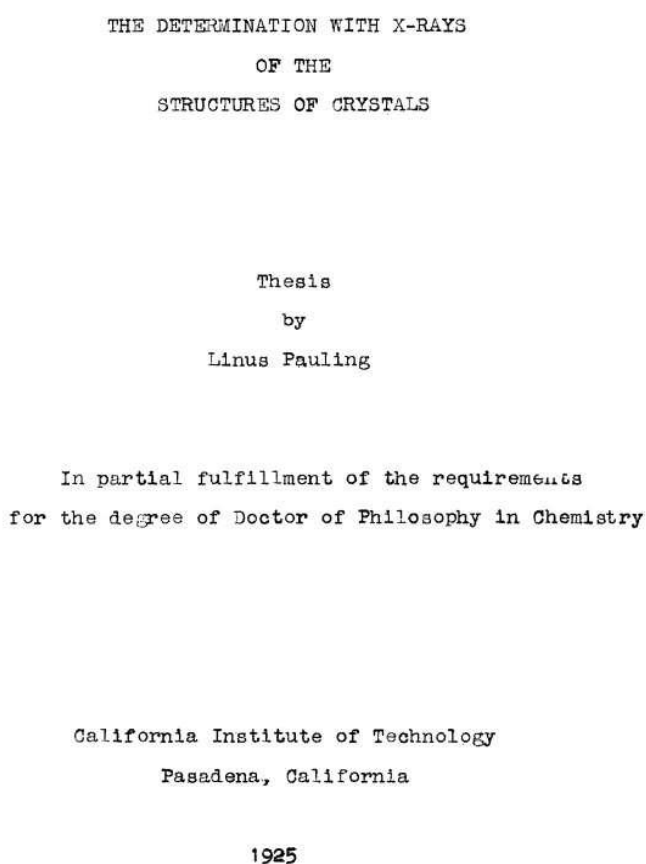 THE DETERMINATION WITH X-RAYS
OF THE
STRUCTURES OF CRYSTALS
Thesis
by
Linus Pauling
In partial fulfillment of the requirements
for the degree of Doctor of Philosophy in Chemistry
California Institute of Technology
Pasadena, California
1925